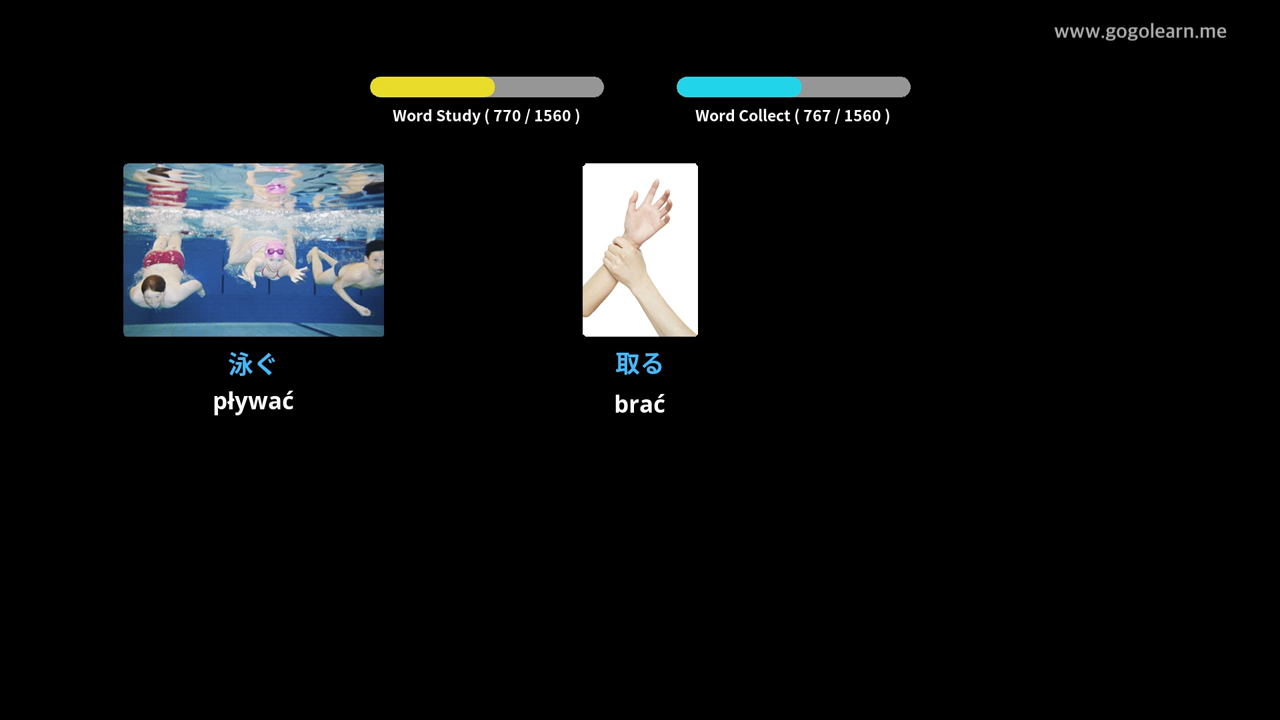 www.gogolearn.me
Word Study ( 770 / 1560 )
Word Collect ( 767 / 1560 )
泳ぐ
pływać
取る
brać